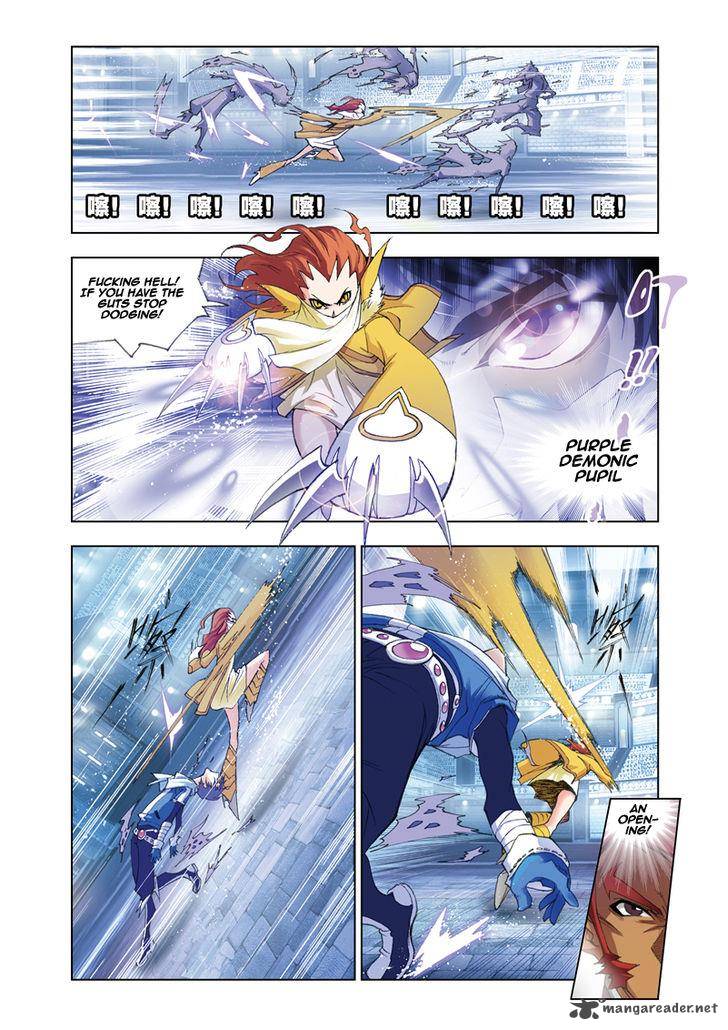 嚓! 嚓! 嚓! 嚓! 嚓! 嚓! 嚓! 嚓! 嚓! 嚓!
FUCKING HELL!
IF YOU HAVE THE
GUTS STOP
DODGING!
PURPLE
DEMONIC
PUPIL
AN
OPEN-
ING!
mangareader.net